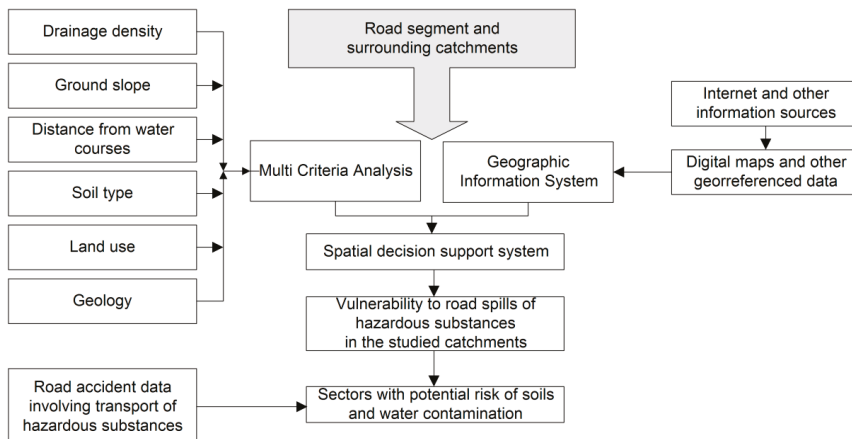 Drainage density
Ground slope
Distance from water
courses
Soil type
Land use
Geology
Road accident data
involving transport of
hazardous substances
Road segment and
surrounding catchments
Multi Criteria Analysis
Geographic
Information System
Internet and other
information sources
Digital maps and other
georreferenced data
Spatial decision support system
Vulnerability to road spills of
hazardous substances
in the studied catchments
Sectors with potential risk of soils
and water contamination